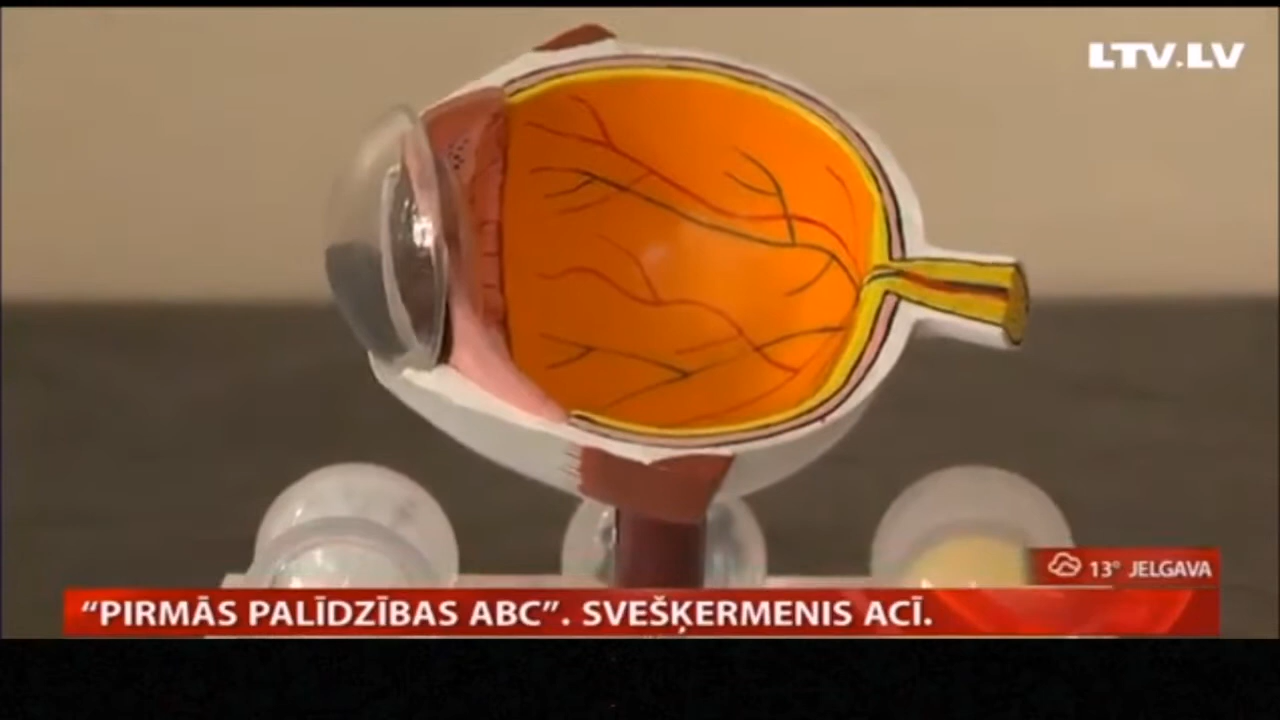 LTV.LV
13° JELGAVA
“PIRMĀS PALĪDZĪBAS ABC”. SVEŠĶERMENIS ACĪ.